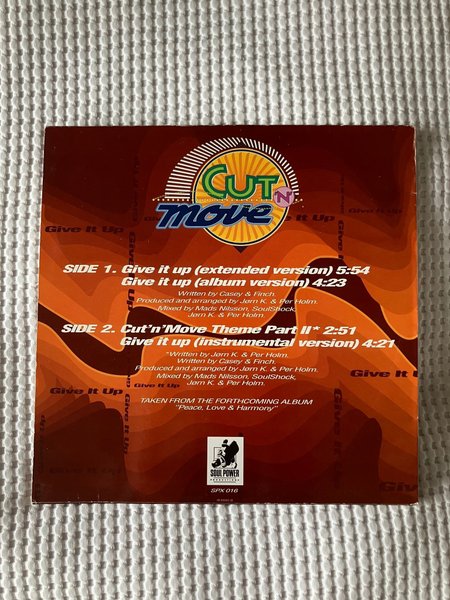 CUT
'N'
move
Give It Up
Give It Up
SIDE 1. Give it up (extended version) 5:54
Give it up (album version) 4:23
Written by Casey & Finch.
Produced and arranged by Jørn K. & Per Holm.
Mixed by Mads Nilsson, SoulShock,
Jørn K. & Per Holm.
SIDE 2. Cut'n'Move Theme Part II* 2:51
Give it up (instrumental version) 4:21
*Written by Jørn K. & Per Holm.
Written by Casey & Finch.
Produced and arranged by Jørn K. & Per Holm.
Mixed by Mads Nilsson, SoulShock,
Jørn K. & Per Holm.
Give It Up
Give It Up
Give It Up
TAKEN FROM THE FORTHCOMING ALBUM
"Peace, Love & Harmony"
SOUL POWER
SPX 016